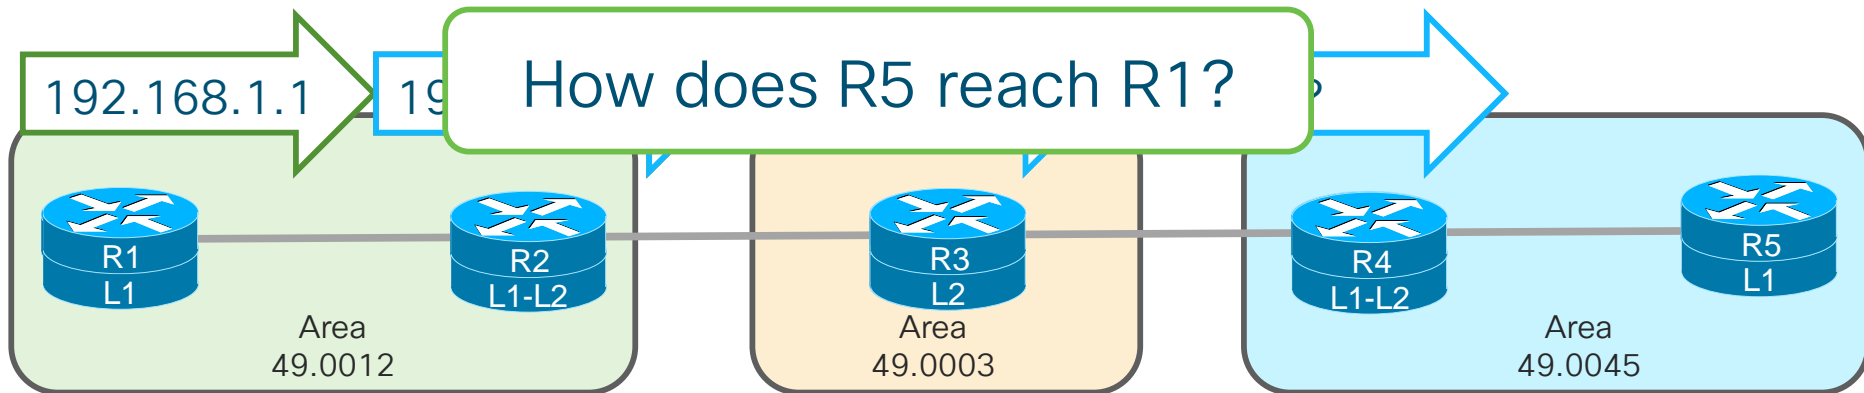 192.168.1.1
19
How does R5 reach R1?
?
R1
L1
R2
L1-L2
Area
49.0012
R3
L2
Area
49.0003
R4
L1-L2
R5
L1
Area
49.0045